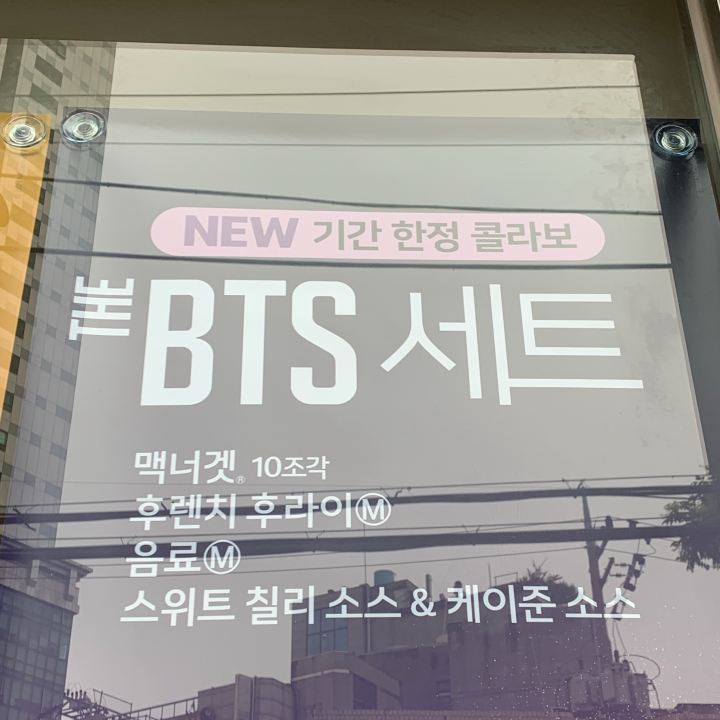 NEW 기간 한정 콜라보
THE BTS 세트
맥너겟® 10조각
후렌치 후라이Ⓜ
음료Ⓜ
스위트 칠리 소스 & 케이준 소스